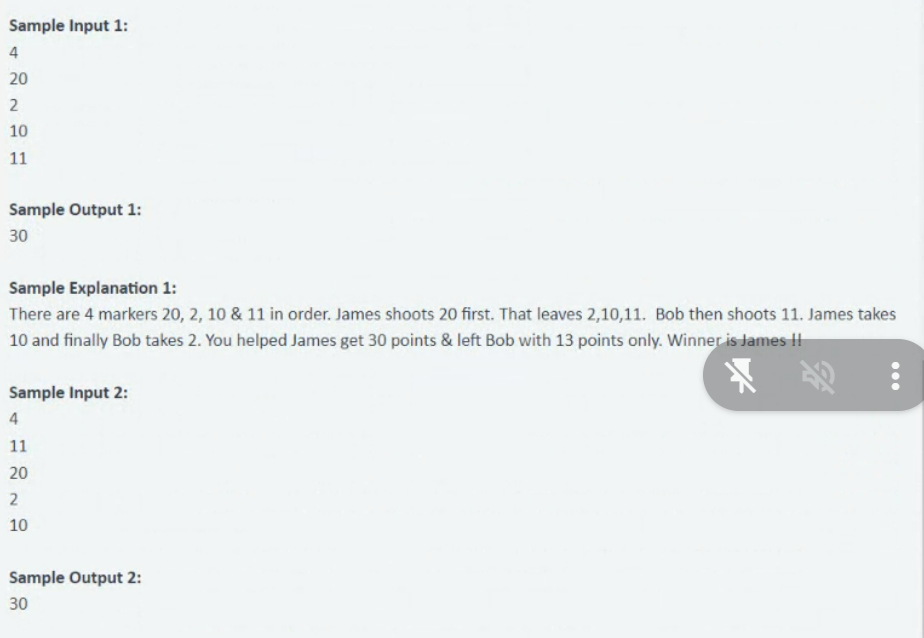 Sample Input 1:
4
20
2
10
11
Sample Output 1:
30
Sample Explanation 1:
There are 4 markers 20, 2, 10 & 11 in order. James shoots 20 first. That leaves 2,10,11.  Bob then shoots 11. James takes
10 and finally Bob takes 2. You helped James get 30 points & left Bob with 13 points only. Winner is James !!
Sample Input 2:
4
11
20
2
10
Sample Output 2:
30